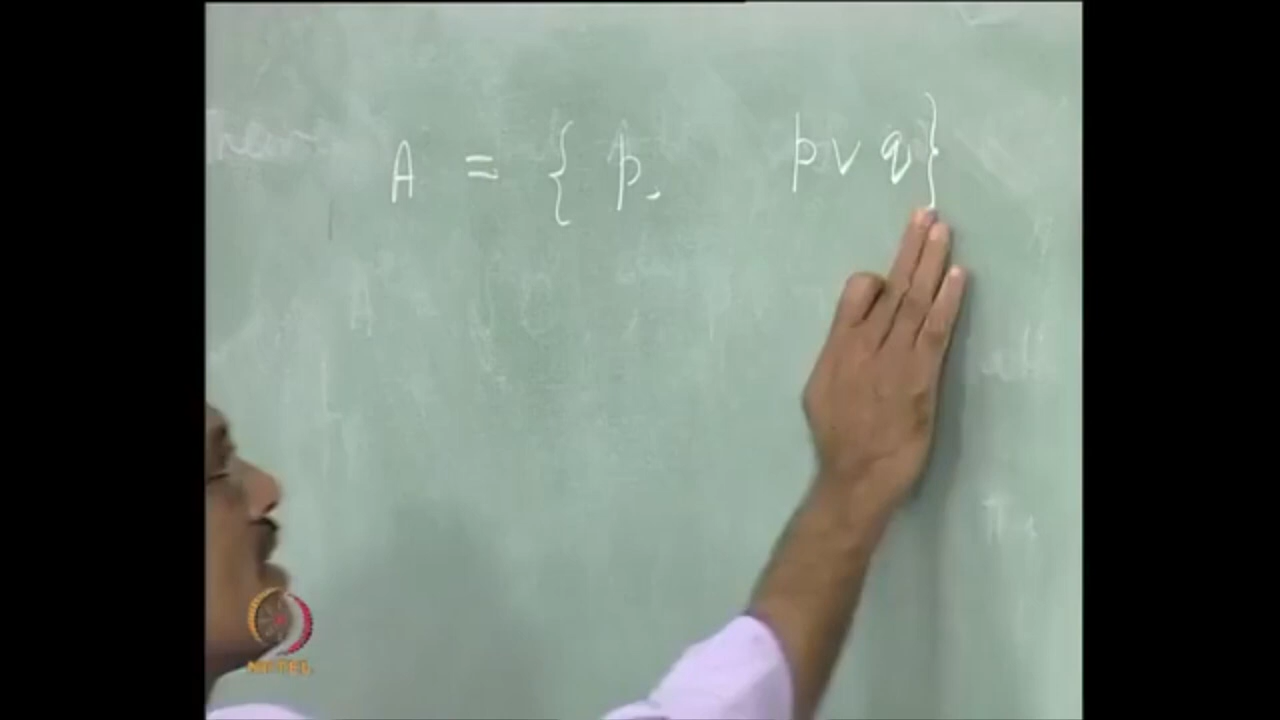 A = { p, p ∨ q}
NPTEL